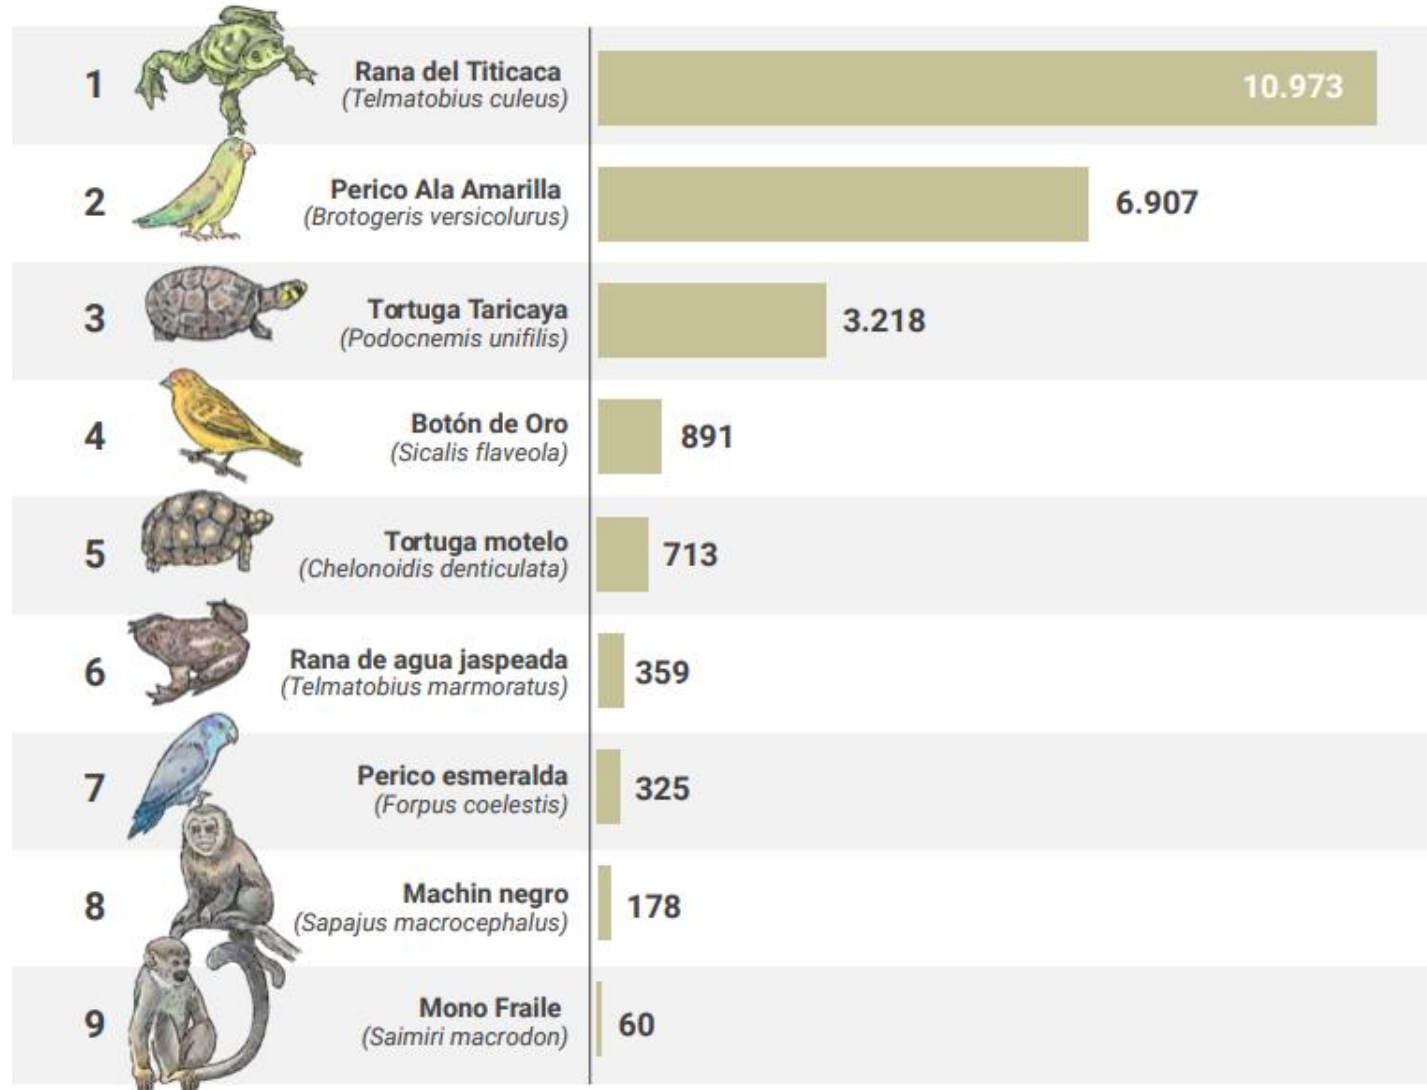 1
Rana del Titicaca
(Telmatobius culeus)
10.973
2
Perico Ala Amarilla
(Brotogeris versicolurus)
6.907
3
Tortuga Taricaya
(Podocnemis unifilis)
3.218
4
Botón de Oro
(Sicalis flaveola)
891
5
Tortuga motelo
(Chelonoidis denticulata)
713
6
Rana de agua jaspeada
(Telmatobius marmoratus)
359
7
Perico esmeralda
(Forpus coelestis)
325
8
Machin negro
(Sapajus macrocephalus)
178
9
Mono Fraile
(Saimiri macrodon)
60